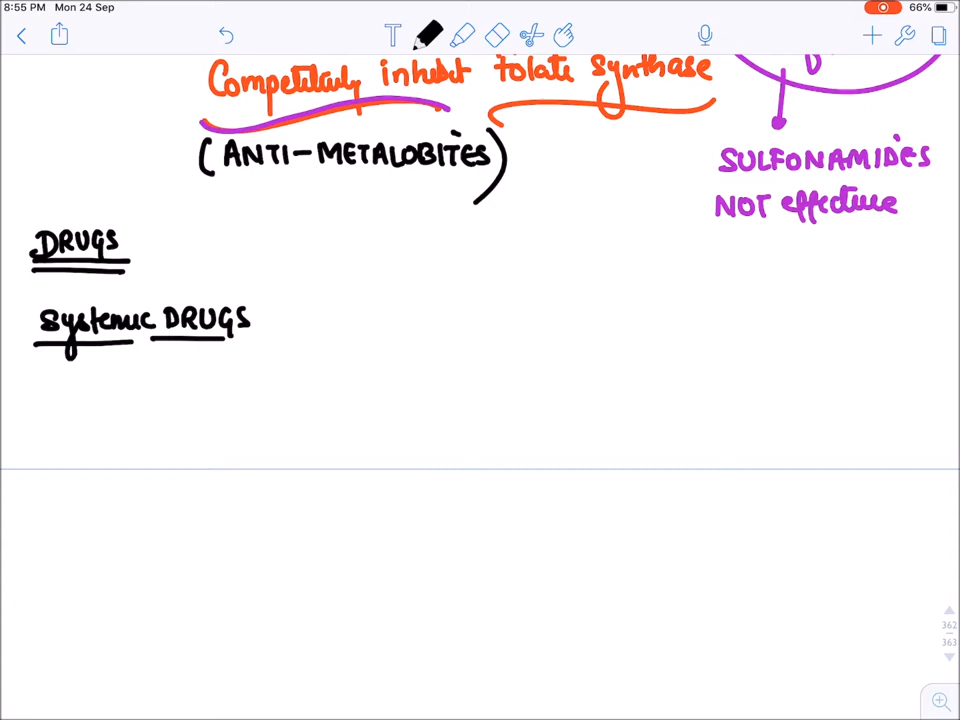 8:55 PM Mon 24 Sep
66%
T
Competitively inhibit folate synthase
(ANTI-METALOBITES)
SULFONAMIDES
NOT effective
DRUGS
Systemic DRUGS
362
363